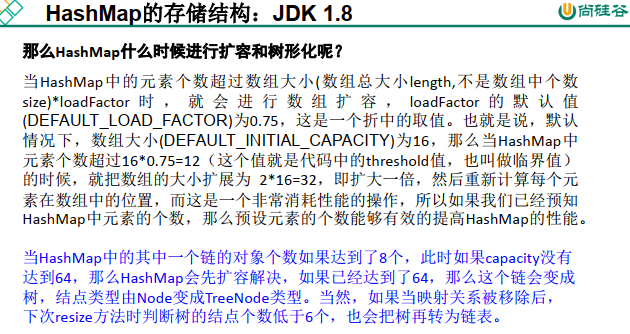 HashMap的存储结构：JDK 1.8
尚硅谷
那么HashMap什么时候进行扩容和树形化呢？
当HashMap中的元素个数超过数组大小(数组总大小length,不是数组中个数
size)*loadFactor 时，就会进行数组扩容，loadFactor 的默认值
(DEFAULT_LOAD_FACTOR)为0.75，这是一个折中的取值。也就是说，默认
情况下，数组大小(DEFAULT_INITIAL_CAPACITY)为16，那么当HashMap中
元素个数超过16*0.75=12（这个值就是代码中的threshold值，也叫做临界值）
的时候，就把数组的大小扩展为 2*16=32，即扩大一倍，然后重新计算每个元
素在数组中的位置，而这是一个非常消耗性能的操作，所以如果我们已经预知
HashMap中元素的个数，那么预设元素的个数能够有效的提高HashMap的性能。
当HashMap中的其中一个链的对象个数如果达到了8个，此时如果capacity没有
达到64，那么HashMap会先扩容解决，如果已经达到了64，那么这个链会变成
树，结点类型由Node变成TreeNode类型。当然，如果当映射关系被移除后，
下次resize方法时判断树的结点个数低于6个，也会把树再转为链表。